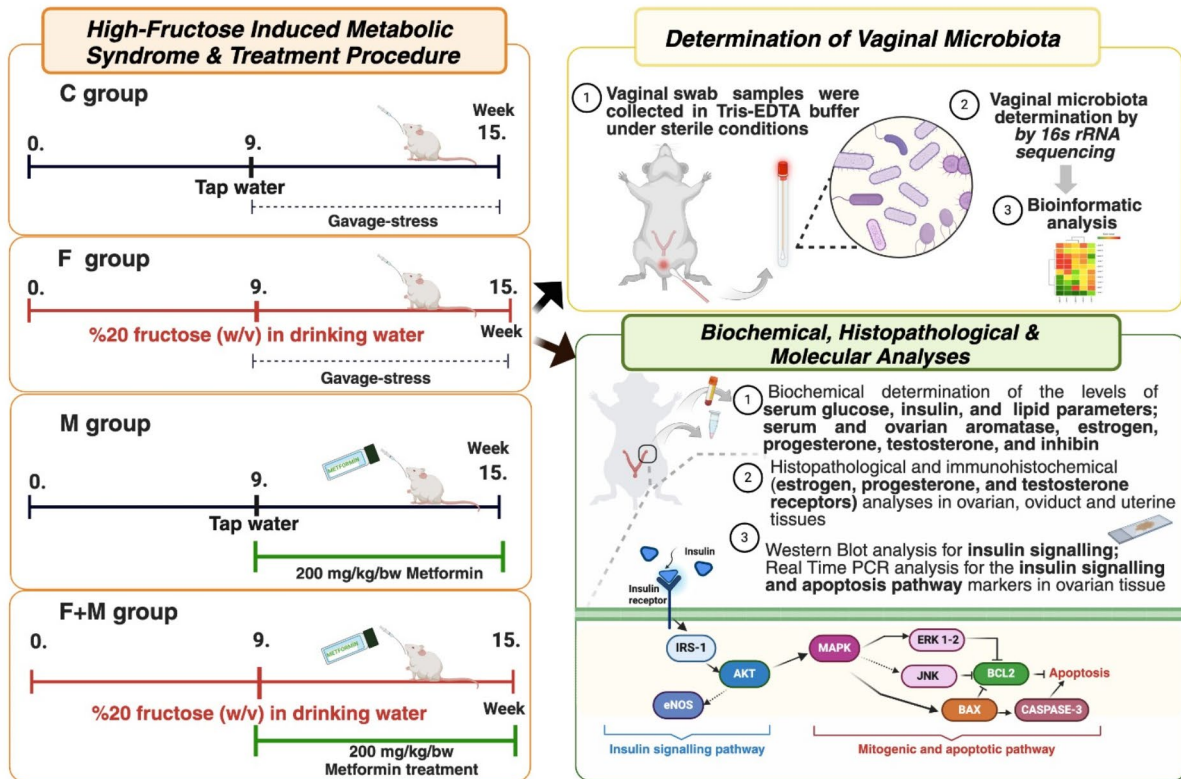 High-Fructose Induced Metabolic
Syndrome & Treatment Procedure
C group
Week
0.
9.
15.
Tap water
Gavage-stress
F group
0.
9.
15.
%20 fructose (w/v) in drinking water
Week
Gavage-stress
M group
METFORMIN
Week
0.
9.
15.
Tap water
200 mg/kg/bw Metformin
F+M group
METFORMIN
0.
9.
15.
%20 fructose (w/v) in drinking water
Week
200 mg/kg/bw
Metformin treatment
Determination of Vaginal Microbiota
1
Vaginal swab samples were
collected in Tris-EDTA buffer
under sterile conditions
2
Vaginal microbiota
determination by
by 16s rRNA
sequencing
3
Bioinformatic
analysis
Biochemical, Histopathological &
Molecular Analyses
1
Biochemical determination of the levels of
serum glucose, insulin, and lipid parameters;
serum and ovarian aromatase, estrogen,
progesterone, testosterone, and inhibin
2
Histopathological and immunohistochemical
(estrogen, progesterone, and testosterone
receptors) analyses in ovarian, oviduct and uterine
tissues
3
Western Blot analysis for insulin signalling;
Real Time PCR analysis for the insulin signalling
and apoptosis pathway markers in ovarian tissue
Insulin
Insulin
receptor
IRS-1
AKT
eNOS
MAPK
ERK 1-2
JNK
BCL2
Apoptosis
BAX
CASPASE-3
Insulin signalling pathway
Mitogenic and apoptotic pathway